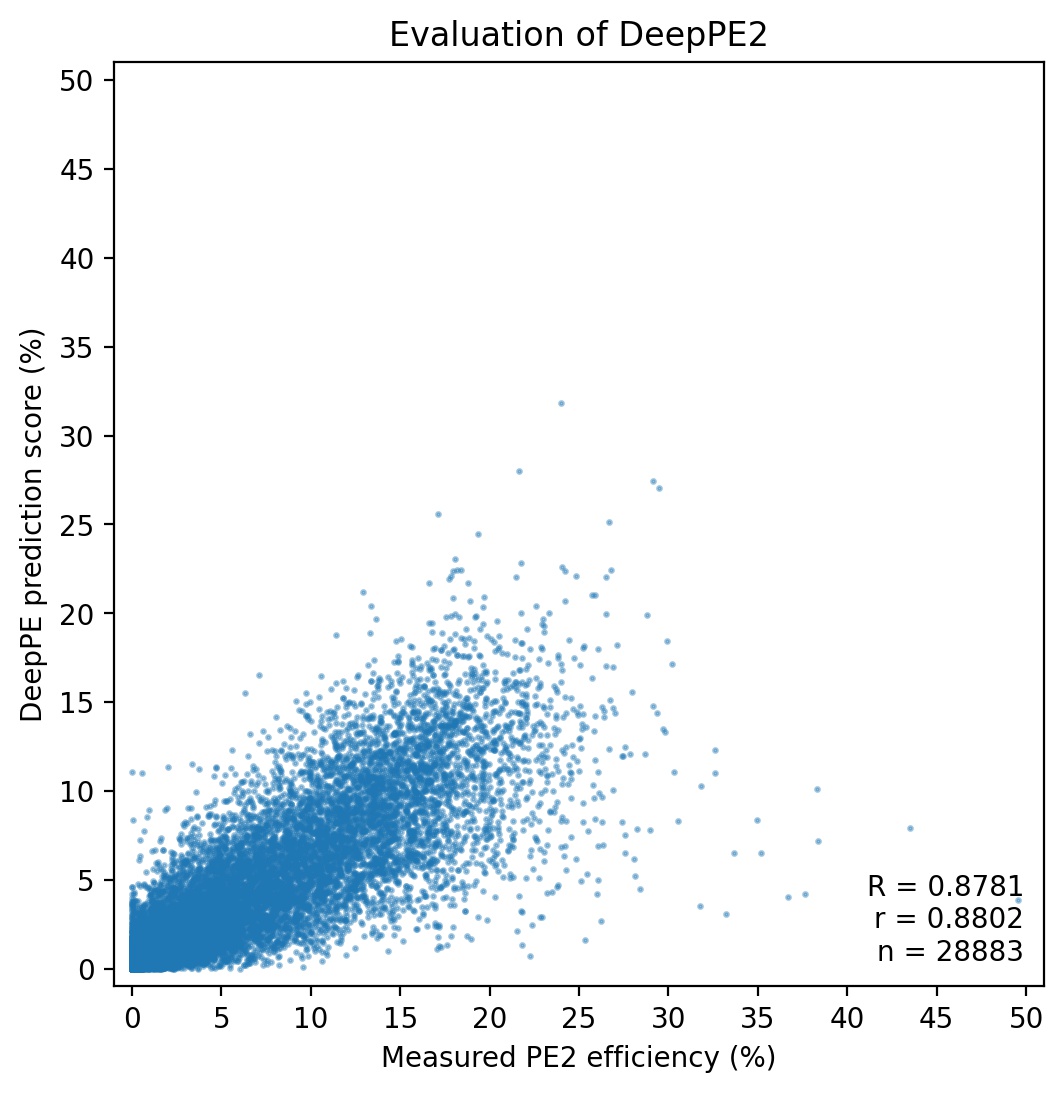 Evaluation of DeepPE2
DeepPE prediction score (%)
50
45
40
35
30
25
20
15
10
5
0
R = 0.8781
r = 0.8802
n = 28883
0 5 10 15 20 25 30 35 40 45 50
Measured PE2 efficiency (%)